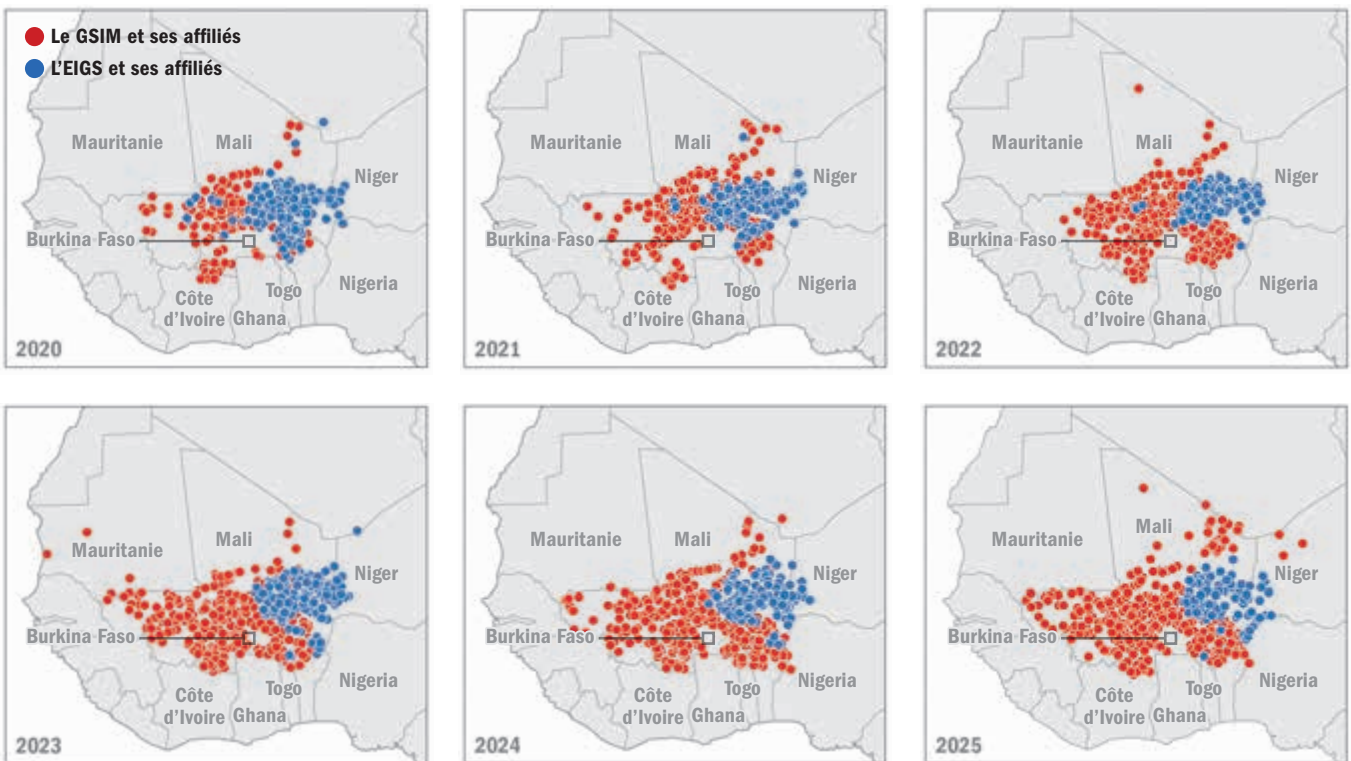 Le GSIM et ses affiliés
L'EIGS et ses affiliés
Mauritanie
Mali
Niger
Burkina Faso
Nigeria
Togo
Côte
d'Ivoire
Ghana
2020
Mauritanie
Mali
Niger
Burkina Faso
Nigeria
Togo
Côte
d'Ivoire
Ghana
2021
Mauritanie
Mali
Niger
Burkina Faso
Nigeria
Togo
Côte
d'Ivoire
Ghana
2022
Mauritanie
Mali
Niger
Burkina Faso
Nigeria
Togo
Côte
d'Ivoire
Ghana
2023
Mauritanie
Mali
Niger
Burkina Faso
Nigeria
Togo
Côte
d'Ivoire
Ghana
2024
Mali
Mauritanie
Niger
Burkina Faso
Nigeria
Togo
Côte
d'Ivoire
Ghana
2025